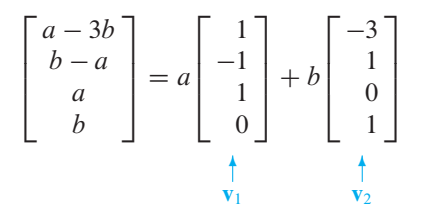 [a − 3b]   [1]   [−3]
[b − a] = a [−1] + b [1]
[a]   [1]   [0]
[b]   [0]   [1]
↑   ↑
v₁   v₂